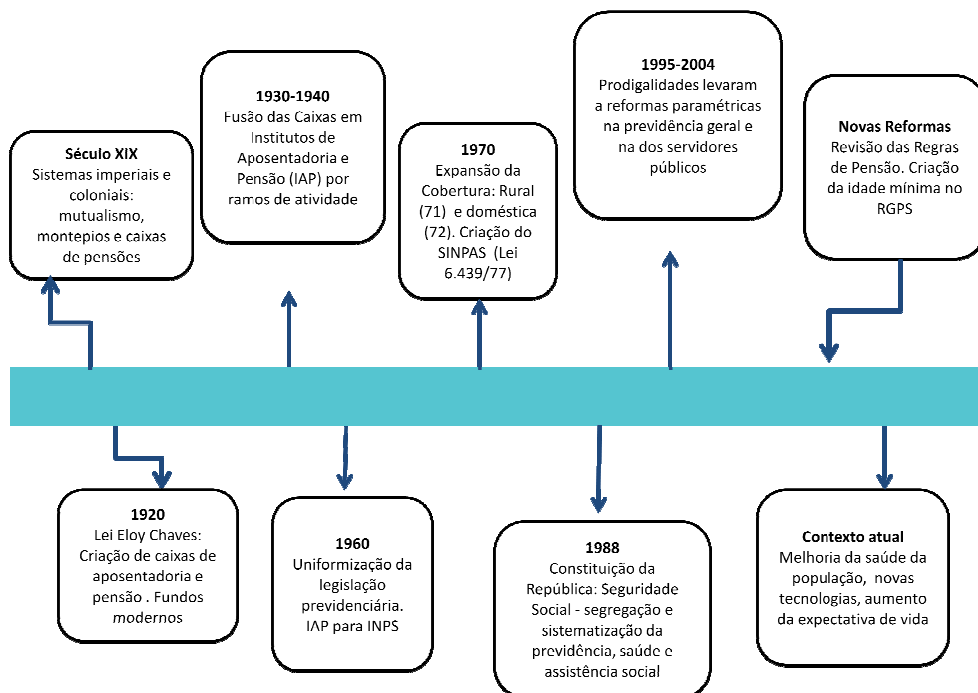 Século XIX
Sistemas imperiais e
coloniais:
mutualismo,
montepios e caixas
de pensões
1930-1940
Fusão das Caixas em
Institutos de
Aposentadoria e
Pensão (IAP) por
ramos de atividade
1970
Expansão da
Cobertura: Rural
(71) e doméstica
(72). Criação do
SINPAS (Lei
6.439/77)
1995-2004
Prodigalidades levaram
a reformas paramétricas
na previdência geral e
na dos servidores
públicos
Novas Reformas
Revisão das Regras
de Pensão. Criação
da idade mínima no
RGPS
1920
Lei Eloy Chaves:
Criação de caixas de
aposentadoria e
pensão . Fundos
modernos
1960
Uniformização da
legislação
previdenciária.
IAP para INPS
1988
Constituição da
República: Seguridade
Social - segregação e
sistematização da
previdência, saúde e
assistência social
Contexto atual
Melhoria da saúde da
população, novas
tecnologias, aumento
da expectativa de vida